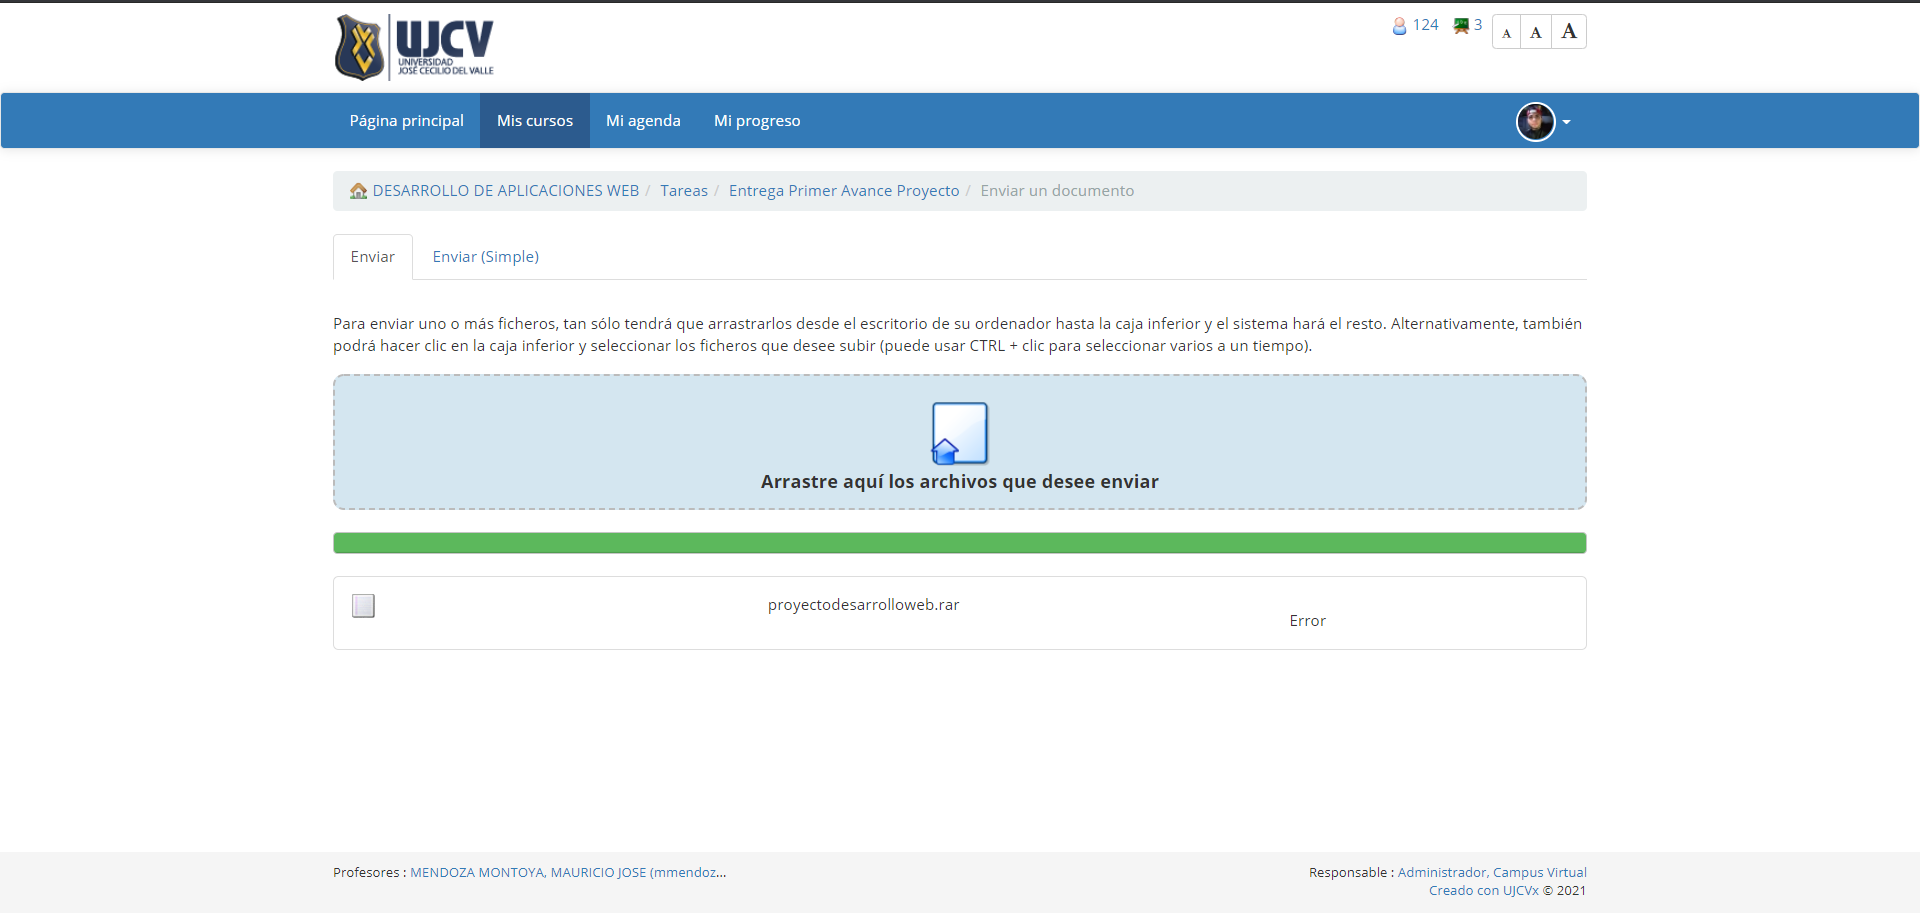 UJCV
UNIVERSIDAD
JOSÉ CECILIO DEL VALLE
124 3 A A A
Página principal Mis cursos Mi agenda Mi progreso
DESARROLLO DE APLICACIONES WEB / Tareas / Entrega Primer Avance Proyecto / Enviar un documento
Enviar Enviar (Simple)
Para enviar uno o más ficheros, tan sólo tendrá que arrastrarlos desde el escritorio de su ordenador hasta la caja inferior y el sistema hará el resto. Alternativamente, también
podrá hacer clic en la caja inferior y seleccionar los ficheros que desee subir (puede usar CTRL + clic para seleccionar varios a un tiempo).
Arrastre aquí los archivos que desee enviar
proyectodesarrolloweb.rar
Error
Profesores : MENDOZA MONTOYA, MAURICIO JOSE (mmendoz...
Responsable : Administrador, Campus Virtual
Creado con UJCVx © 2021